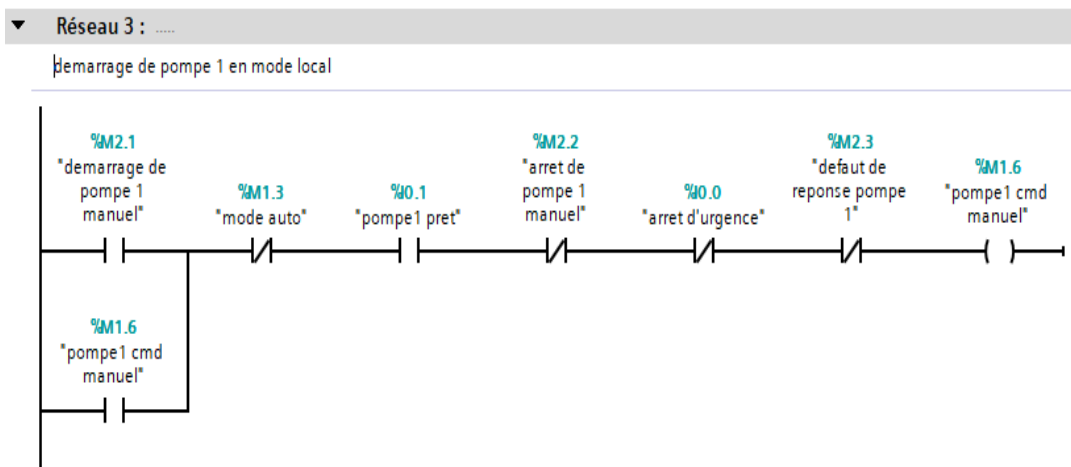 Réseau 3 : .....
demarrage de pompe 1 en mode local
%M2.1
"demarrage de
pompe 1
manuel"
%M1.3
"mode auto"
%I0.1
"pompe1 pret"
%M2.2
"arret de
pompe 1
manuel"
%I0.0
"arret d'urgence"
%M2.3
"defaut de
reponse pompe
1"
%M1.6
"pompe1 cmd
manuel"
%M1.6
"pompe1 cmd
manuel"